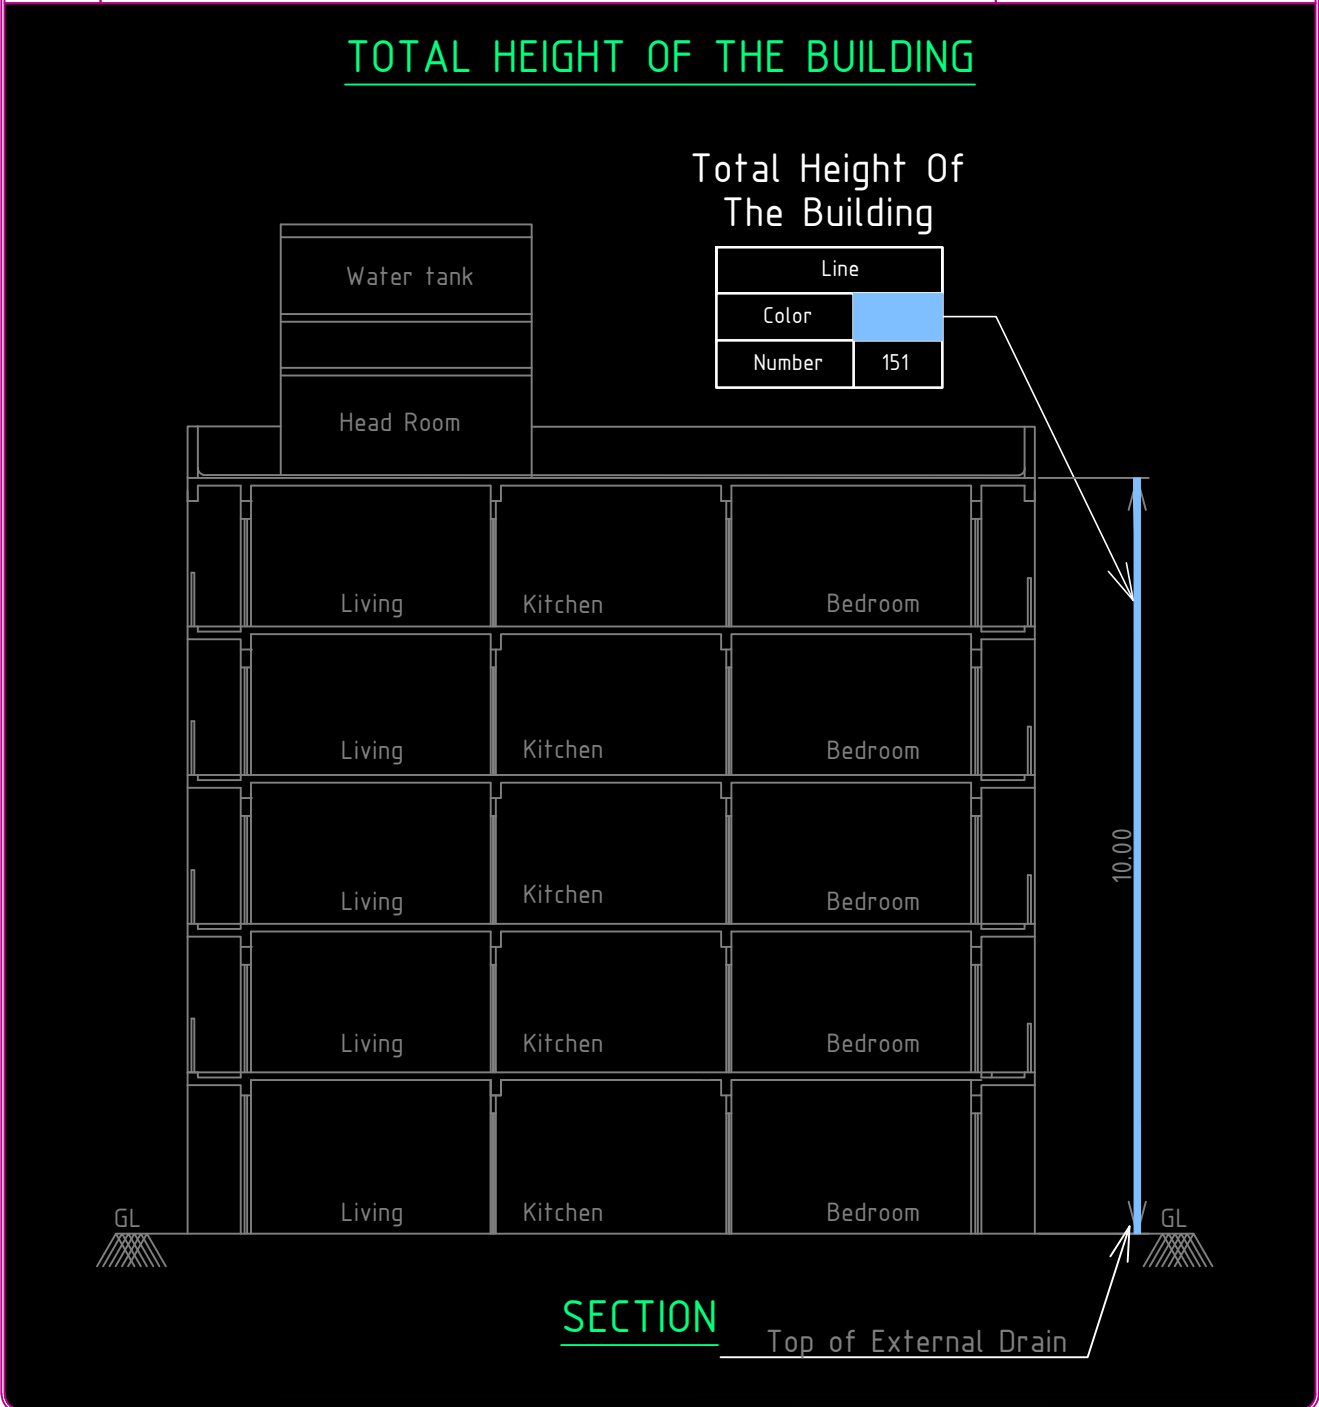 TOTAL HEIGHT OF THE BUILDING
Total Height Of
The Building
Line
Color
Number 151
Water tank
Head Room
Living Kitchen Bedroom
Living Kitchen Bedroom
10.00
Living Kitchen Bedroom
Living Kitchen Bedroom
Living Kitchen Bedroom
GL GL
SECTION
Top of External Drain